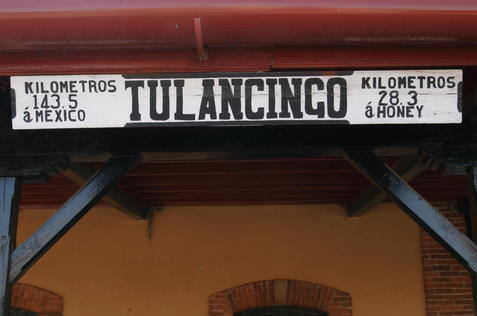 KILOMETROS
143.5
á MEXICO
TULANCINGO
KILOMETROS
28.3
á HONEY